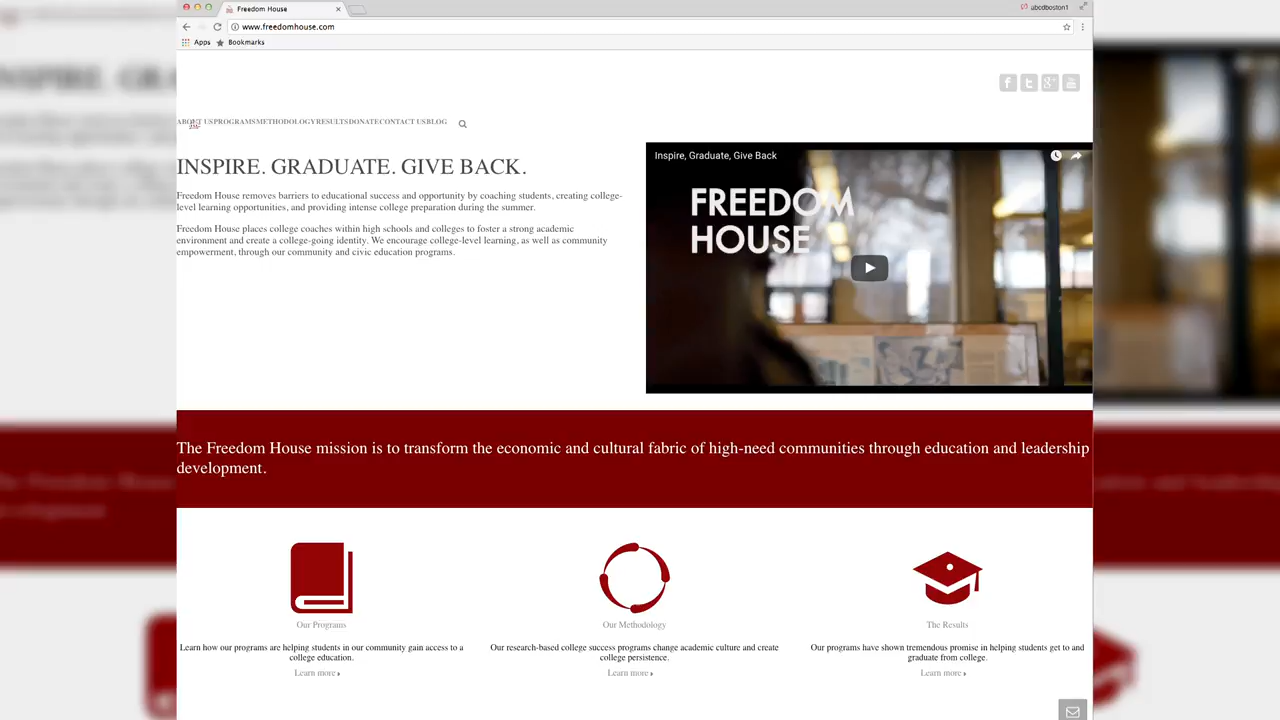 Freedom House
abcdboston1
www.freedomhouse.com
Apps Bookmarks
ABOUT USPROGRAMSMETHODOLOGYRESULTSDONATECONTACT USBLOG
INSPIRE. GRADUATE. GIVE BACK.
Freedom House removes barriers to educational success and opportunity by coaching students, creating college-
level learning opportunities, and providing intense college preparation during the summer.
Freedom House places college coaches within high schools and colleges to foster a strong academic
environment and create a college-going identity. We encourage college-level learning, as well as community
empowerment, through our community and civic education programs.
Inspire, Graduate, Give Back
FREEDOM
HOUSE
The Freedom House mission is to transform the economic and cultural fabric of high-need communities through education and leadership
development.
Our Programs
Learn how our programs are helping students in our community gain access to a
college education.
Learn more
Our Methodology
Our research-based college success programs change academic culture and create
college persistence.
Learn more
The Results
Our programs have shown tremendous promise in helping students get to and
graduate from college.
Learn more